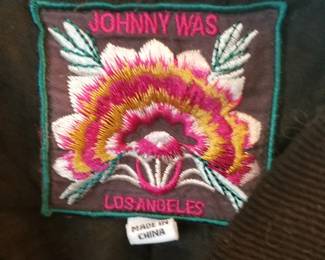 JOHNNY WAS
LOS ANGELES
MADE IN
CHINA